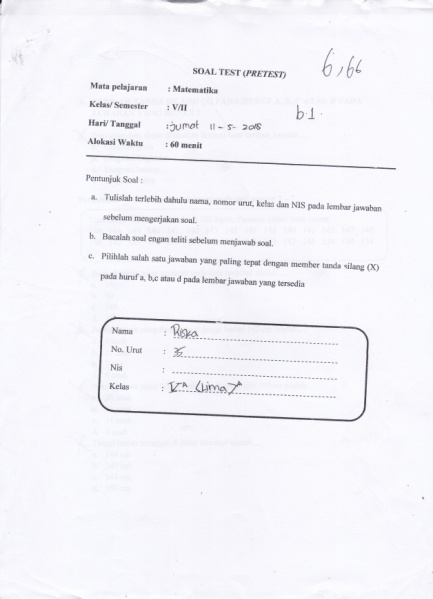 SOAL TEST (PRETEST) 6,66
Mata pelajaran : Matematika
Kelas/ Semester : V/II b1.
Hari/ Tanggal : jumat 11-5-2018
Alokasi Waktu : 60 menit
Pentunjuk Soal :
a. Tulislah terlebih dahulu nama, nomor urut, kelas dan NIS pada lembar jawaban
sebelum mengerjakan soal.
b. Bacalah soal engan teliti sebelum menjawab soal.
c. Pilihlah salah satu jawaban yang paling tepat dengan member tanda silang (X)
pada huruf a, b,c atau d pada lembar jawaban yang tersedia
Nama : Riska
No. Urut :
Nis :
Kelas : V^A (Lima)^A